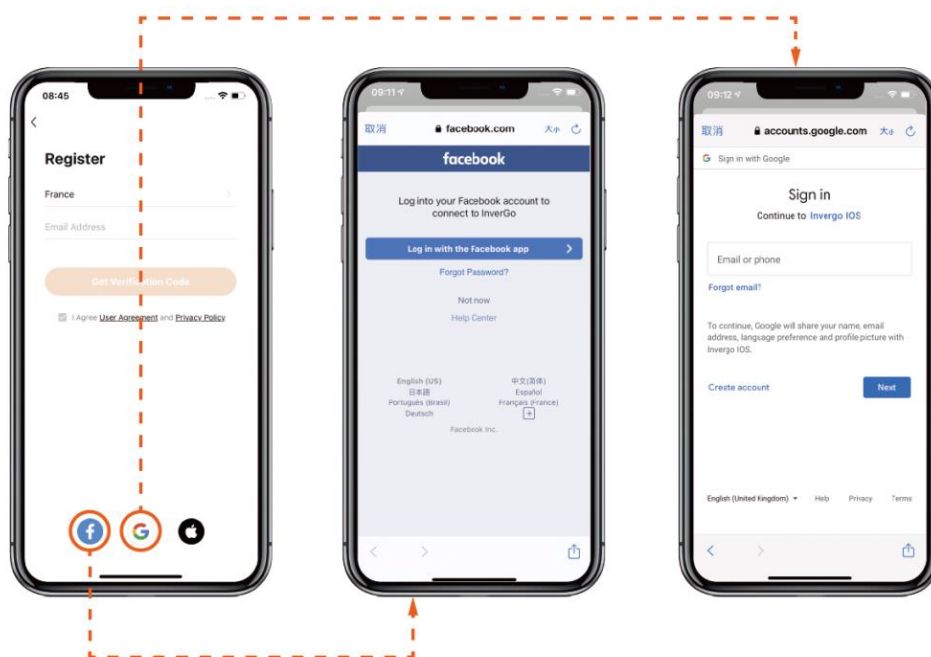 08:45
Register
France
Email Address
Get Verification Code
I Agree User Agreement and Privacy Policy
09:11
取消
facebook.com
大小
facebook
Log into your Facebook account to
connect to InverGo
Log in with the Facebook app
Forgot Password?
Not now
Help Center
English (US)
中文(简体)
日本語
Español
Português (Brasil)
Français (France)
Deutsch
Facebook Inc.
09:12
取消
accounts.google.com
大小
Sign in with Google
Sign in
Continue to Invergo IOS
Email or phone
Forgot email?
To continue, Google will share your name, email
address, language preference and profile picture with
Invergo IOS.
Create account
Next
English (United Kingdom)
Help
Privacy
Terms